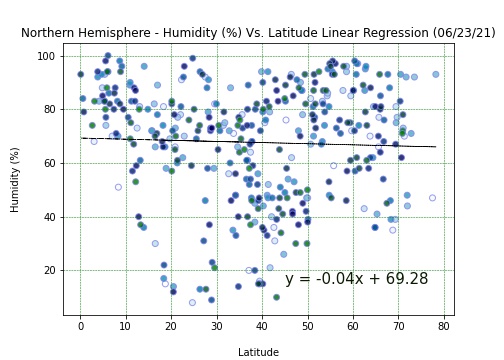 Northern Hemisphere - Humidity (%) Vs. Latitude Linear Regression (06/23/21)
Humidity (%)
100
80
60
40
20
y = -0.04x + 69.28
0 10 20 30 40 50 60 70 80
Latitude